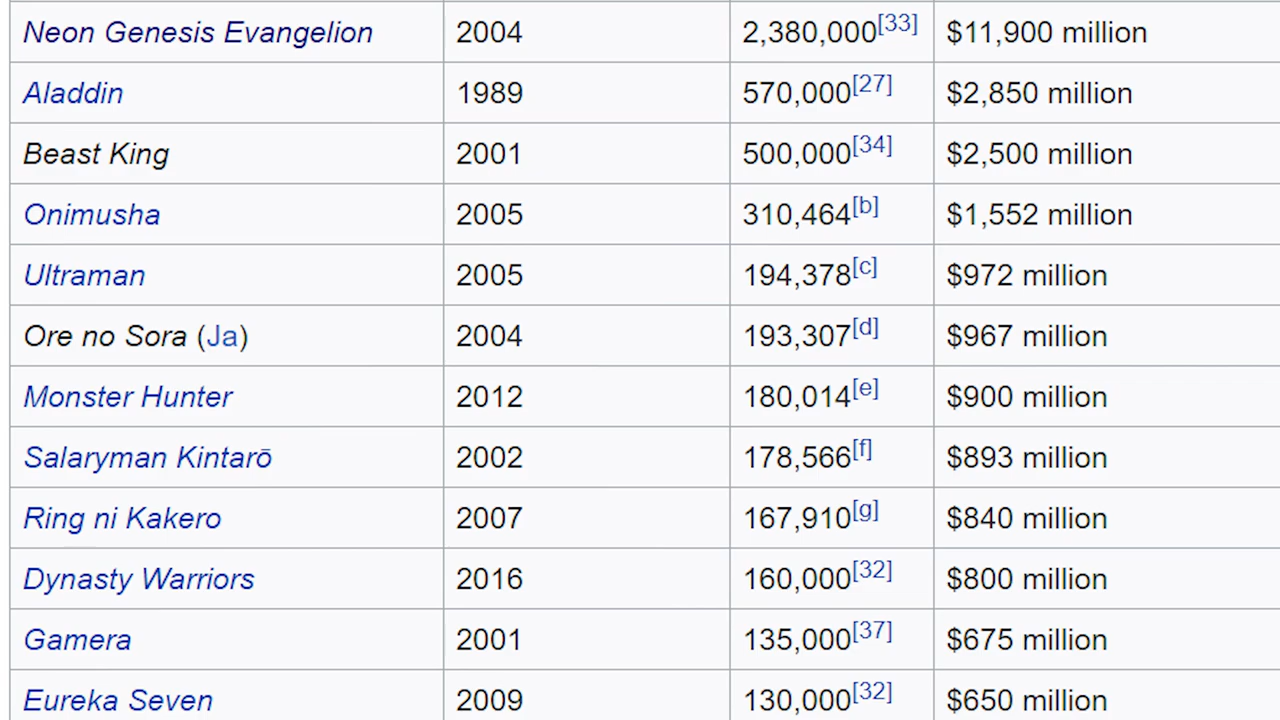 Neon Genesis Evangelion 2004 2,380,000[33] $11,900 million
Aladdin 1989 570,000[27] $2,850 million
Beast King 2001 500,000[34] $2,500 million
Onimusha 2005 310,464[b] $1,552 million
Ultraman 2005 194,378[c] $972 million
Ore no Sora (Ja) 2004 193,307[d] $967 million
Monster Hunter 2012 180,014[e] $900 million
Salaryman Kintarō 2002 178,566[f] $893 million
Ring ni Kakero 2007 167,910[g] $840 million
Dynasty Warriors 2016 160,000[32] $800 million
Gamera 2001 135,000[37] $675 million
Eureka Seven 2009 130,000[32] $650 million